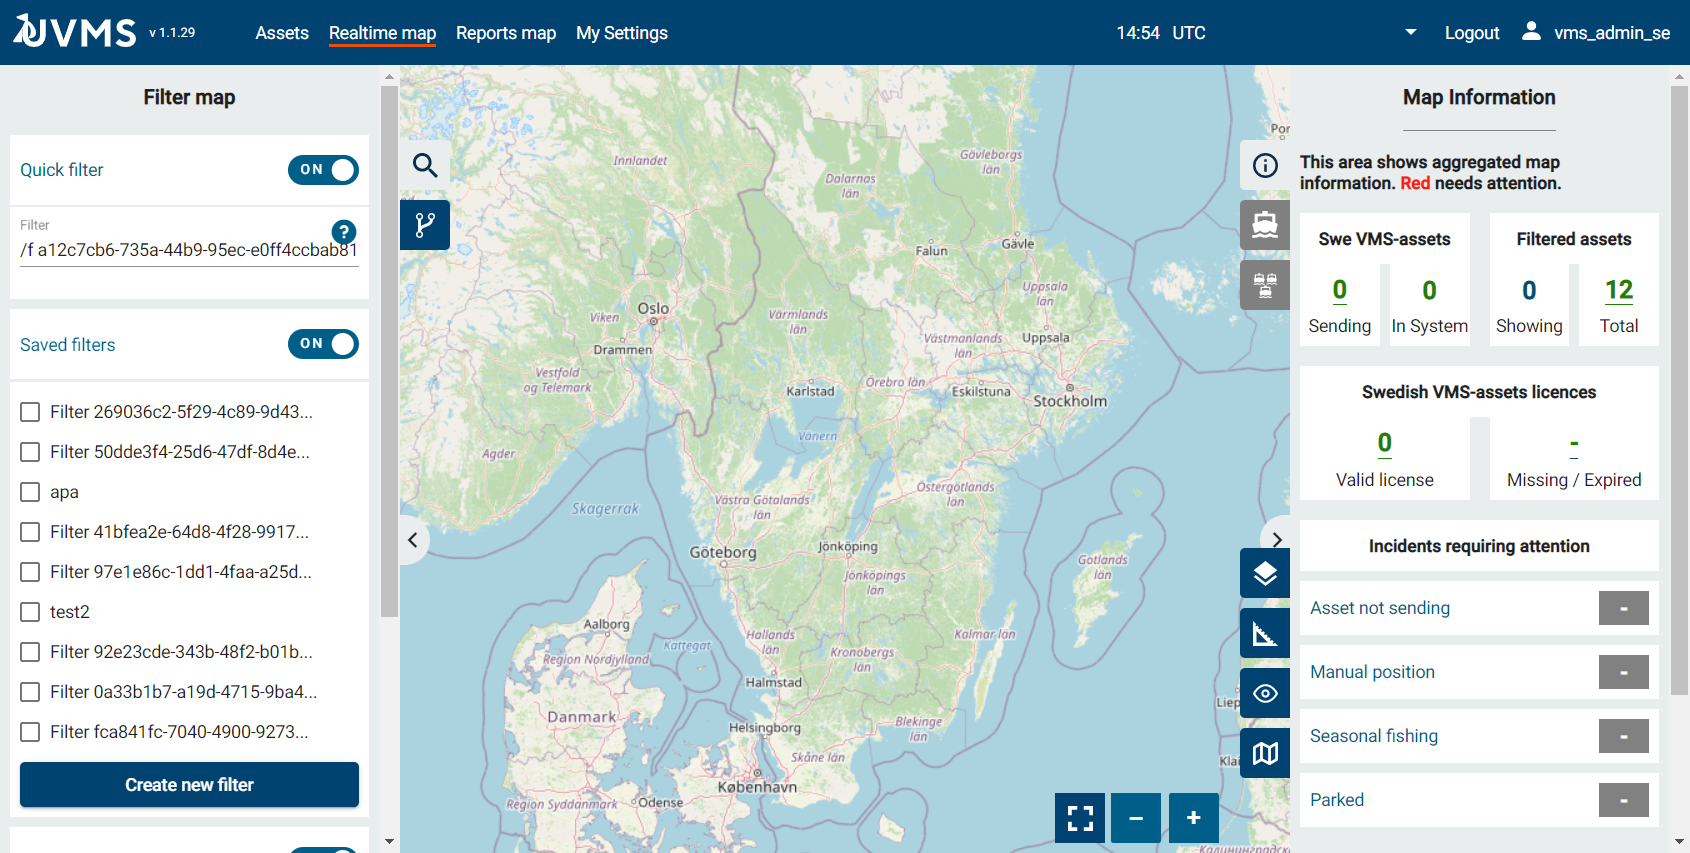 UVMS v 1.1.29
Assets
Realtime map
Reports map
My Settings
14:54 UTC
Logout
vms_admin_se
Filter map
Quick filter
ON
Filter
?
/f a12c7cb6-735a-44b9-95ec-e0ff4ccbab81
Saved filters
ON
Filter 269036c2-5f29-4c89-9d43...
Filter 50dde3f4-25d6-47df-8d4e...
apa
Filter 41bfea2e-64d8-4f28-9917...
Filter 97e1e86c-1dd1-4faa-a25d...
test2
Filter 92e23cde-343b-48f2-b01b...
Filter 0a33b1b7-a19d-4715-9ba4...
Filter fca841fc-7040-4900-9273...
Create new filter
Innlandet
Dalarnas
län
Gävleborgs
län
Por
Falun
Gävle
Oslo
Viken
Värmlands
län
Uppsala
län
Drammen
Västmanlands
län
Uppsala
Vestfold
og Telemark
Karlstad
Örebro län
Eskilstuna
Stockholm
Vänern
Agder
Västra Götalands
län
Östergötlands
län
Skagerrak
Göteborg
Jönköping
Gotlands
län
Jönköpings
län
Aalborg
Region Nordjylland
Kattegat
Hallands
län
Kronobergs
län
Kalmar län
Halmstad
Danmark
Helsingborg
Blekinge
län
Skåne län
Liep
Klai
København
Region Syddanmark
Odense
Калининградская
−
+
Map Information
This area shows aggregated map
information. Red needs attention.
Swe VMS-assets
0
Sending
0
In System
Filtered assets
0
Showing
12
Total
Swedish VMS-assets licences
0
Valid license
-
Missing / Expired
Incidents requiring attention
Asset not sending -
Manual position -
Seasonal fishing -
Parked -